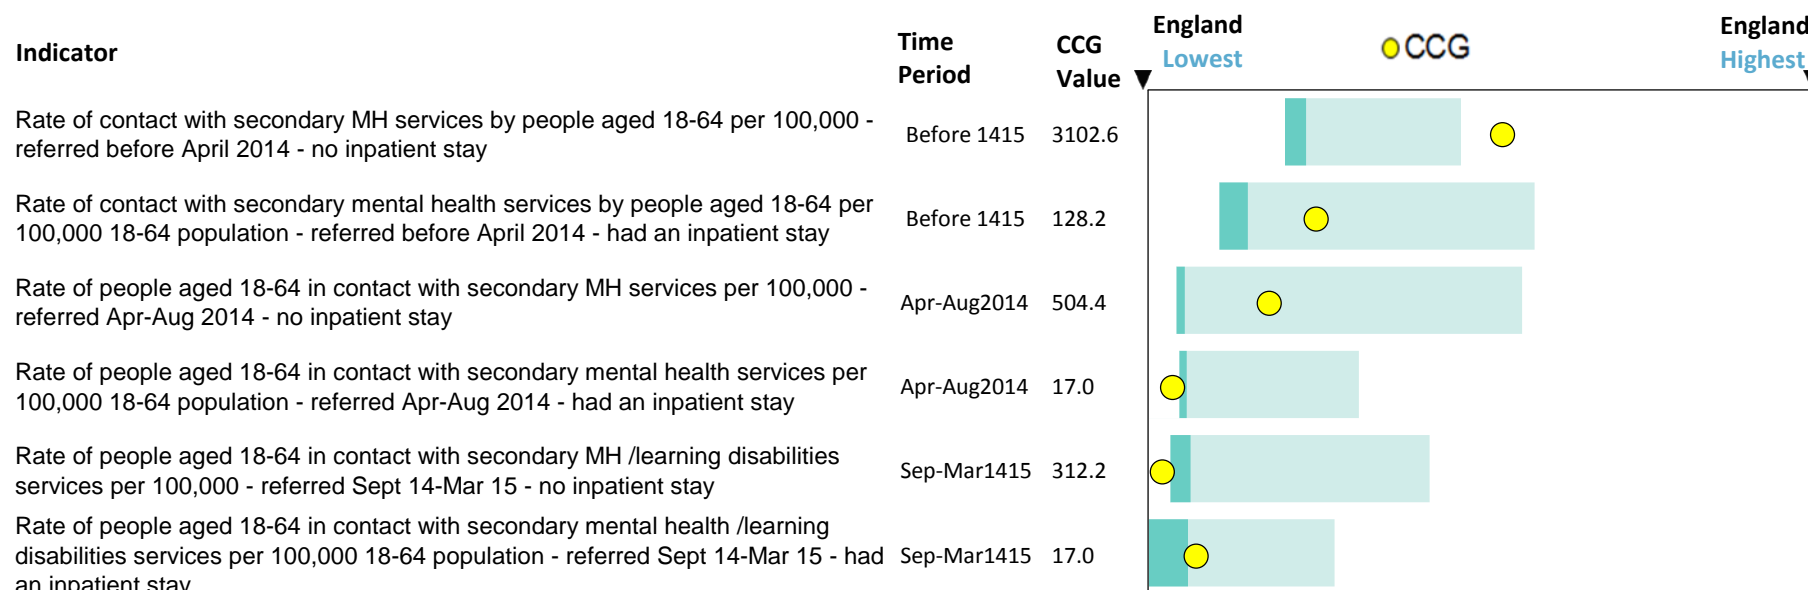 Indicator
Time
Period
CCG
Value
England
Lowest
CCG
England
Highest
Rate of contact with secondary MH services by people aged 18-64 per 100,000 -
referred before April 2014 - no inpatient stay
Before 1415
3102.6
Rate of contact with secondary mental health services by people aged 18-64 per
100,000 18-64 population - referred before April 2014 - had an inpatient stay
Before 1415
128.2
Rate of people aged 18-64 in contact with secondary MH services per 100,000 -
referred Apr-Aug 2014 - no inpatient stay
Apr-Aug2014
504.4
Rate of people aged 18-64 in contact with secondary mental health services per
100,000 18-64 population - referred Apr-Aug 2014 - had an inpatient stay
Apr-Aug2014
17.0
Rate of people aged 18-64 in contact with secondary MH /learning disabilities
services per 100,000 - referred Sept 14-Mar 15 - no inpatient stay
Sep-Mar1415
312.2
Rate of people aged 18-64 in contact with secondary mental health /learning
disabilities services per 100,000 18-64 population - referred Sept 14-Mar 15 - had
an inpatient stay
Sep-Mar1415
17.0